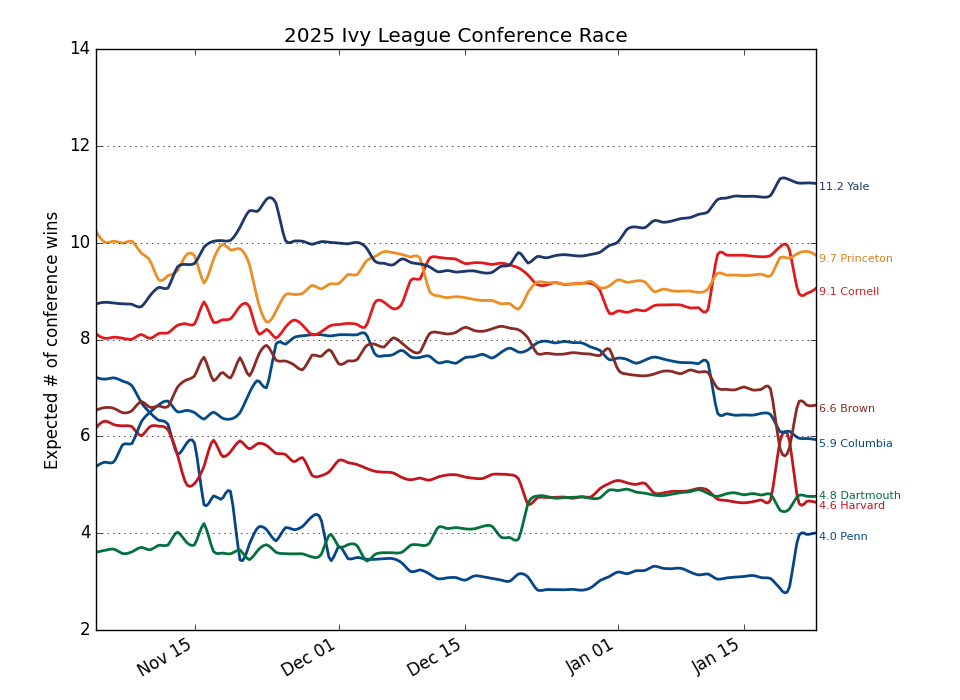 2025 Ivy League Conference Race
14
12
10
8
6
4
2
Expected # of conference wins
11.2 Yale
9.7 Princeton
9.1 Cornell
6.6 Brown
5.9 Columbia
4.8 Dartmouth
4.6 Harvard
4.0 Penn
Nov 15
Dec 01
Dec 15
Jan 01
Jan 15